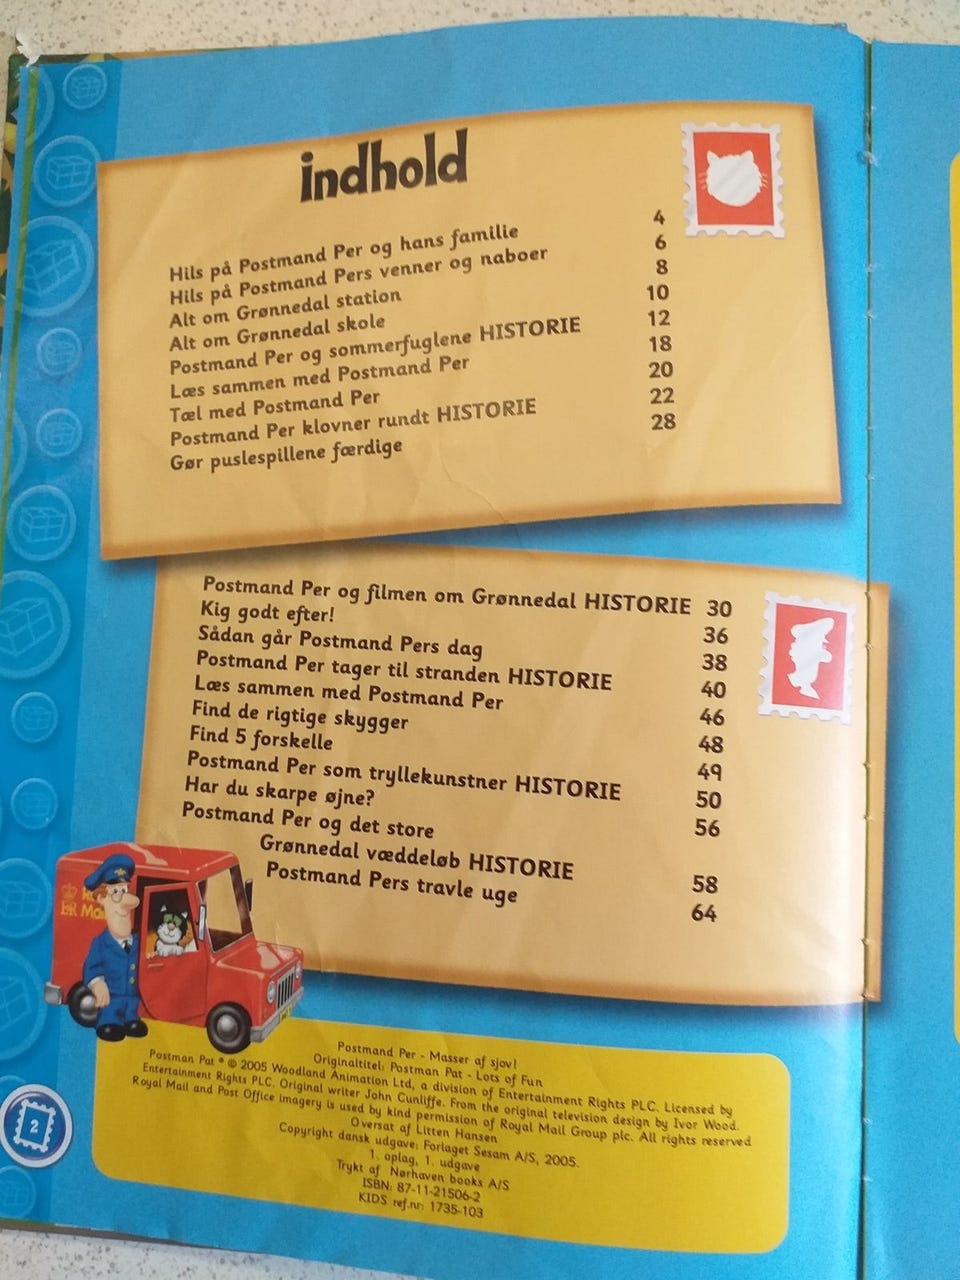 indhold
Hils på Postmand Per og hans familie 4
Hils på Postmand Pers venner og naboer 6
Alt om Grønnedal station 8
Alt om Grønnedal skole 10
Postmand Per og sommerfuglene HISTORIE 12
Læs sammen med Postmand Per 18
Tæl med Postmand Per 20
Postmand Per klovner rundt HISTORIE 22
Gør puslespillene færdige 28
Postmand Per og filmen om Grønnedal HISTORIE 30
Kig godt efter! 36
Sådan går Postmand Pers dag 38
Postmand Per tager til stranden HISTORIE 40
Læs sammen med Postmand Per 46
Find de rigtige skygger 48
Find 5 forskelle 49
Postmand Per som tryllekunstner HISTORIE 50
Har du skarpe øjne? 56
Postmand Per og det store
Grønnedal væddeløb HISTORIE 58
Postmand Pers travle uge 64
Postmand Per - Masser af sjov!
Originaltitel: Postman Pat - Lots of Fun
Postman Pat ® © 2005 Woodland Animation Ltd, a division of Entertainment Rights PLC. Licensed by
Entertainment Rights PLC. Original writer John Cunliffe. From the original television design by Ivor Wood.
Royal Mail and Post Office imagery is used by kind permission of Royal Mail Group plc. All rights reserved
Oversat af Litten Hansen
Copyright dansk udgave: Forlaget Sesam A/S, 2005.
1. oplag, 1. udgave
Trykt af Nørhaven books A/S
ISBN: 87-11-21506-2
KIDS ref.nr: 1735-103
2